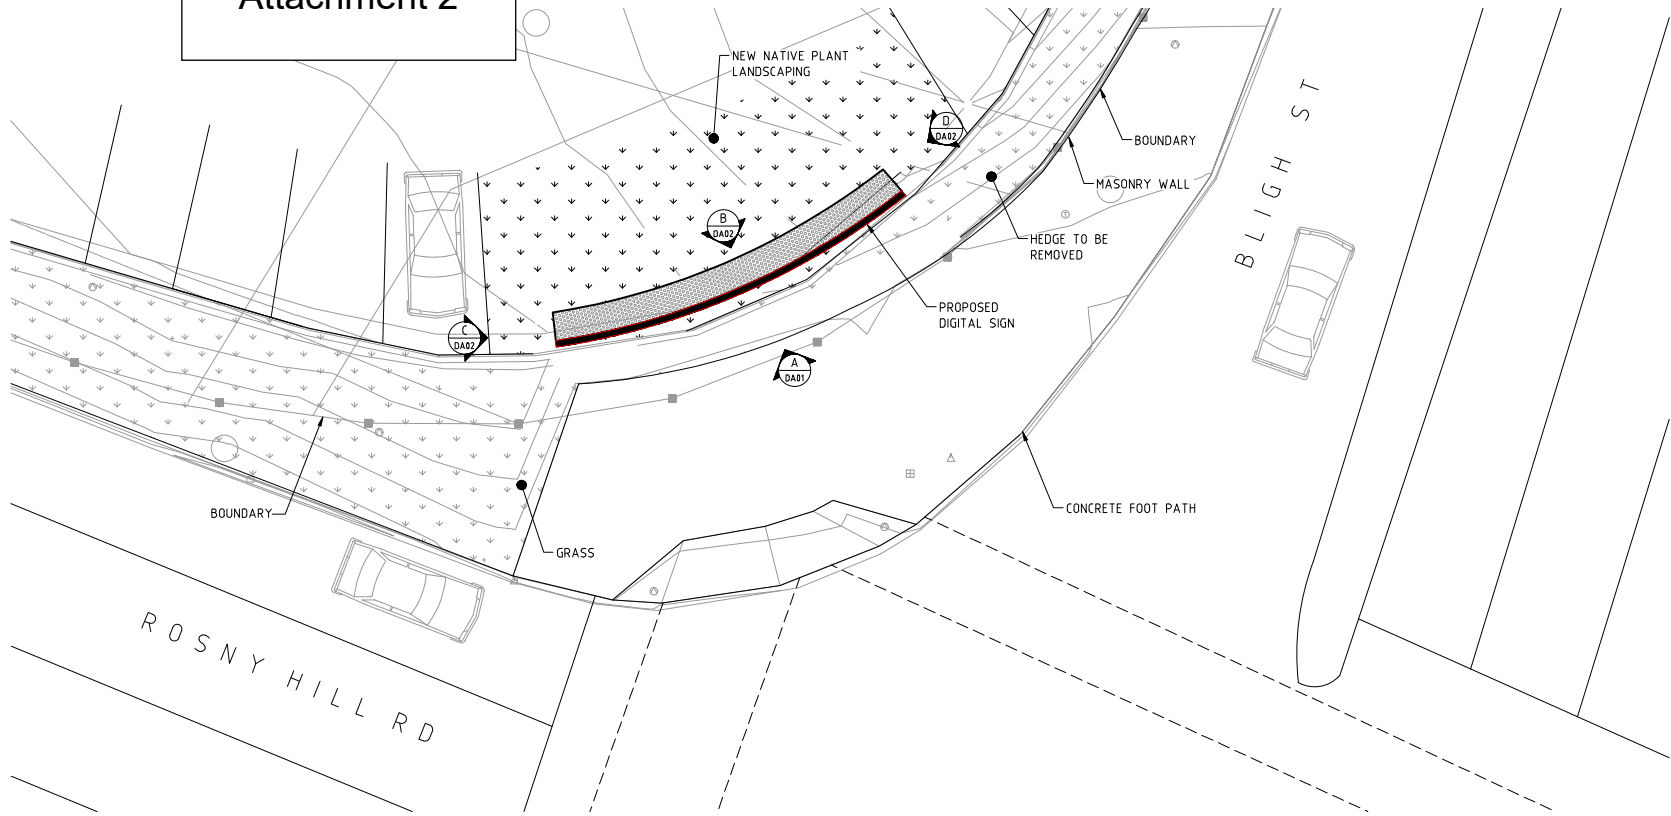 Attachment 2
NEW NATIVE PLANT
LANDSCAPING
D
DA02
BOUNDARY
MASONRY WALL
BLIGH ST
B
DA02
HEDGE TO BE
REMOVED
PROPOSED
DIGITAL SIGN
C
DA02
A
DA01
BOUNDARY
CONCRETE FOOT PATH
GRASS
ROSNY HILL RD